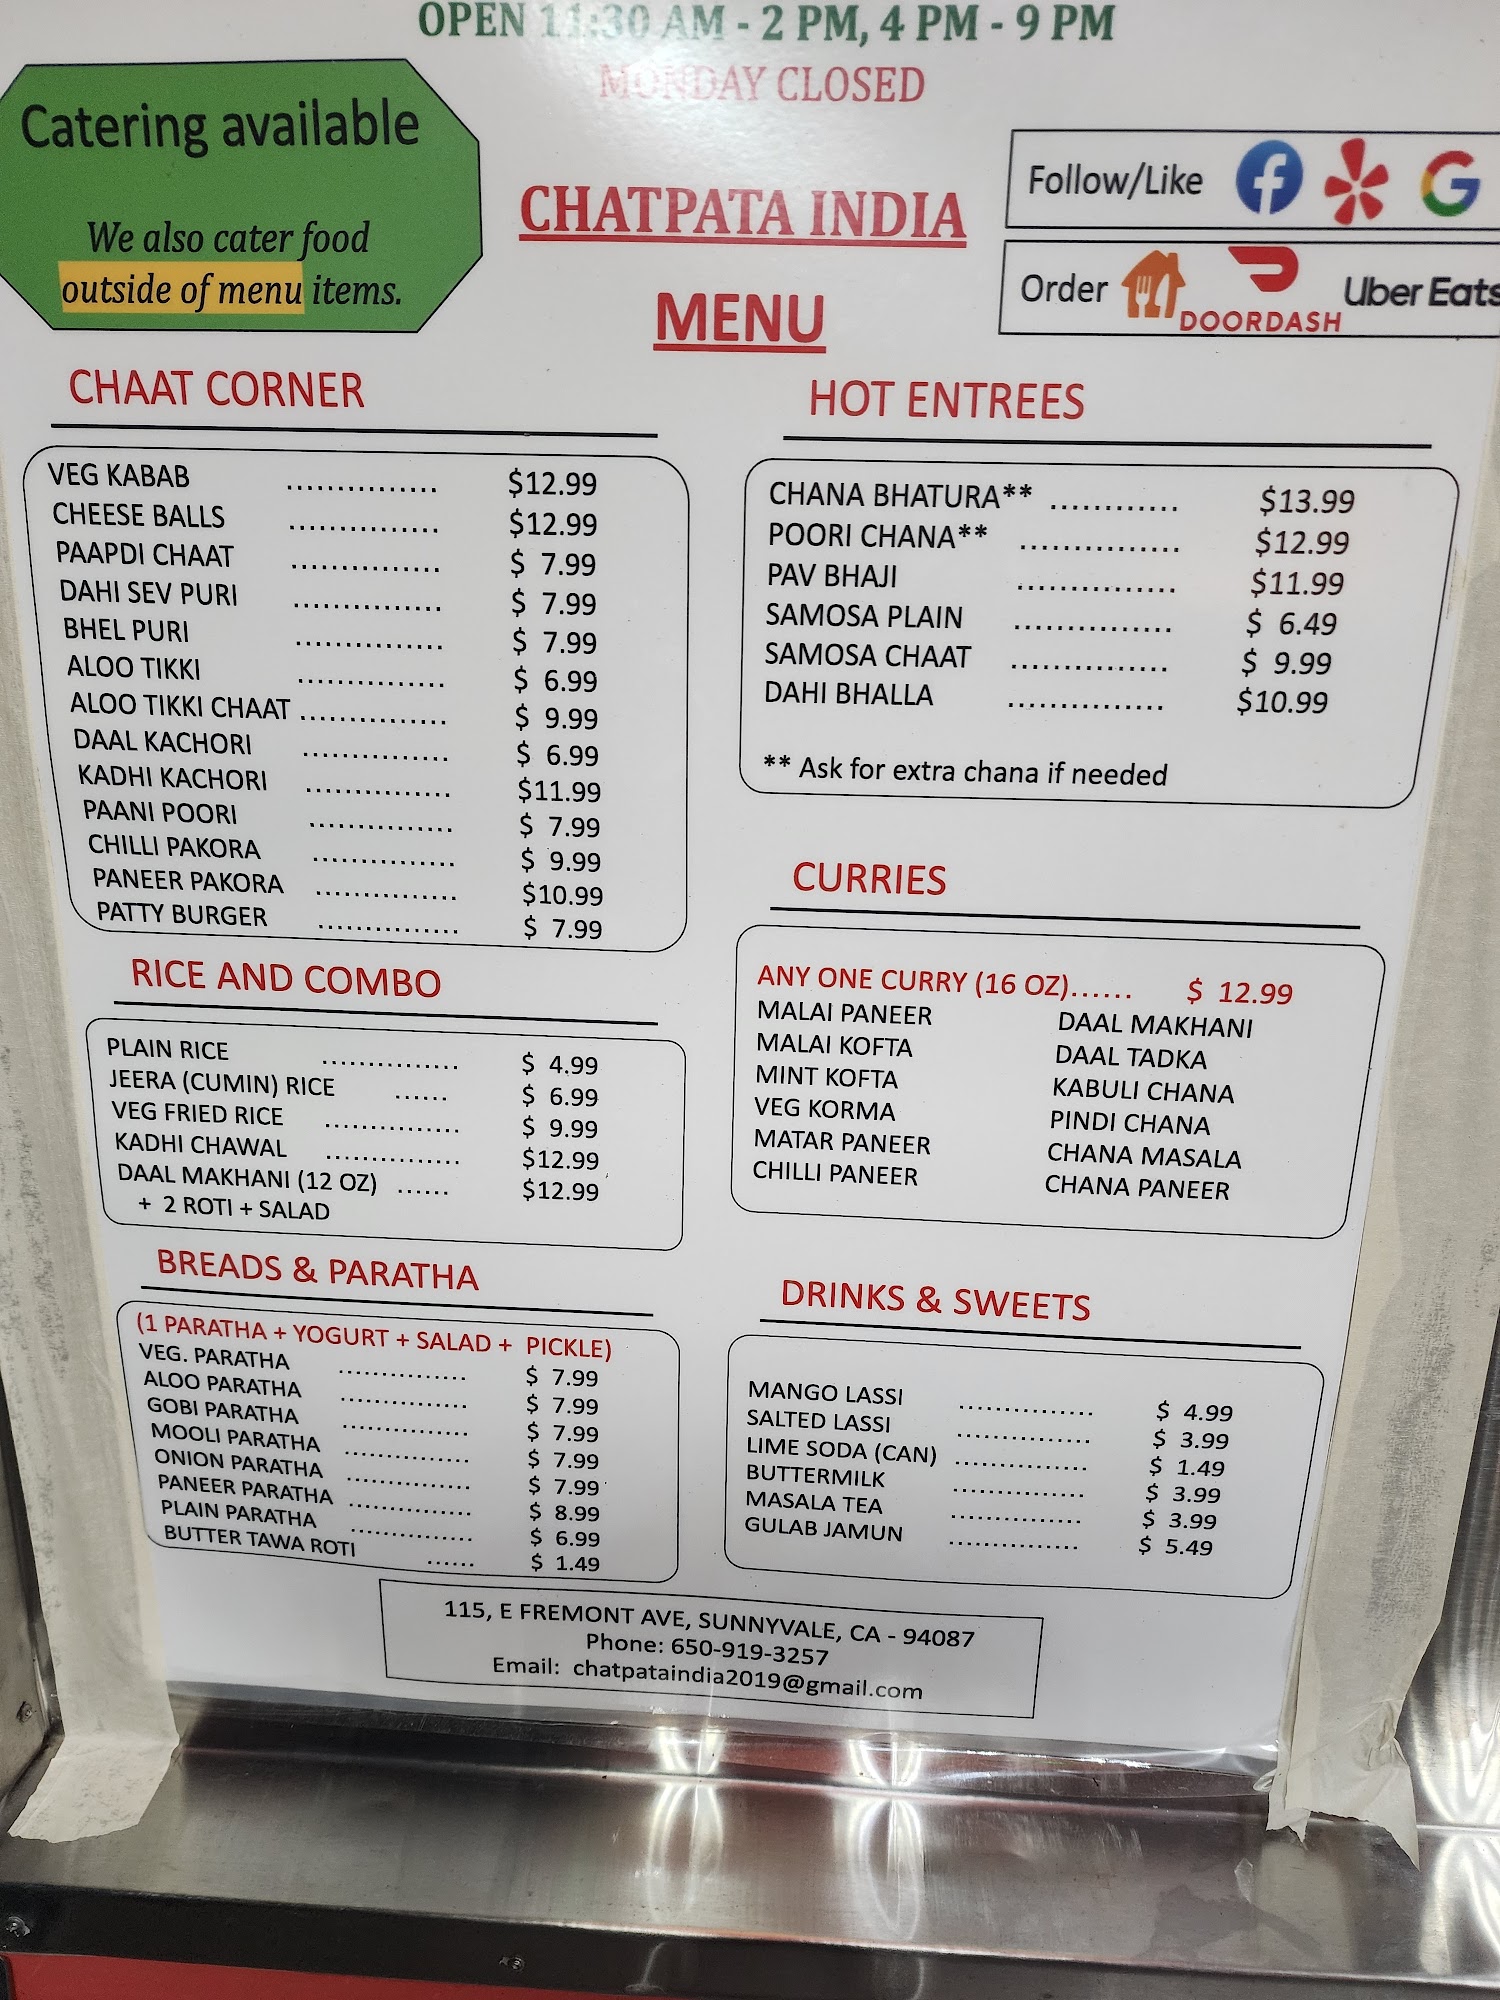 OPEN 11:30 AM - 2 PM, 4 PM - 9 PM
MONDAY CLOSED
Catering available
We also cater food
outside of menu items.
CHATPATA INDIA
MENU
Follow/Like
Order DOORDASH Uber Eats
CHAAT CORNER
VEG KABAB ............... $12.99
CHEESE BALLS ............... $12.99
PAAPDI CHAAT ............... $ 7.99
DAHI SEV PURI ............... $ 7.99
BHEL PURI ............... $ 7.99
ALOO TIKKI ............... $ 6.99
ALOO TIKKI CHAAT ............... $ 9.99
DAAL KACHORI ............... $ 6.99
KADHI KACHORI ............... $11.99
PAANI POORI ............... $ 7.99
CHILLI PAKORA ............... $ 9.99
PANEER PAKORA ............... $10.99
PATTY BURGER ............... $ 7.99
RICE AND COMBO
PLAIN RICE ............... $ 4.99
JEERA (CUMIN) RICE ...... $ 6.99
VEG FRIED RICE ............... $ 9.99
KADHI CHAWAL ............... $12.99
DAAL MAKHANI (12 OZ) ...... $12.99
+ 2 ROTI + SALAD
BREADS & PARATHA
(1 PARATHA + YOGURT + SALAD + PICKLE)
VEG. PARATHA ............... $ 7.99
ALOO PARATHA ............... $ 7.99
GOBI PARATHA ............... $ 7.99
MOOLI PARATHA ............... $ 7.99
ONION PARATHA ............... $ 7.99
PANEER PARATHA ............... $ 8.99
PLAIN PARATHA ............... $ 6.99
BUTTER TAWA ROTI ...... $ 1.49
HOT ENTREES
CHANA BHATURA** ............ $13.99
POORI CHANA** ............... $12.99
PAV BHAJI ............... $11.99
SAMOSA PLAIN ............... $ 6.49
SAMOSA CHAAT ............... $ 9.99
DAHI BHALLA ............... $10.99
** Ask for extra chana if needed
CURRIES
ANY ONE CURRY (16 OZ)...... $ 12.99
MALAI PANEER DAAL MAKHANI
MALAI KOFTA DAAL TADKA
MINT KOFTA KABULI CHANA
VEG KORMA PINDI CHANA
MATAR PANEER CHANA MASALA
CHILLI PANEER CHANA PANEER
DRINKS & SWEETS
MANGO LASSI ............... $ 4.99
SALTED LASSI ............... $ 3.99
LIME SODA (CAN) ............... $ 1.49
BUTTERMILK ............... $ 3.99
MASALA TEA ............... $ 3.99
GULAB JAMUN ............... $ 5.49
115, E FREMONT AVE, SUNNYVALE, CA - 94087
Phone: 650-919-3257
Email: chatpataindia2019@gmail.com